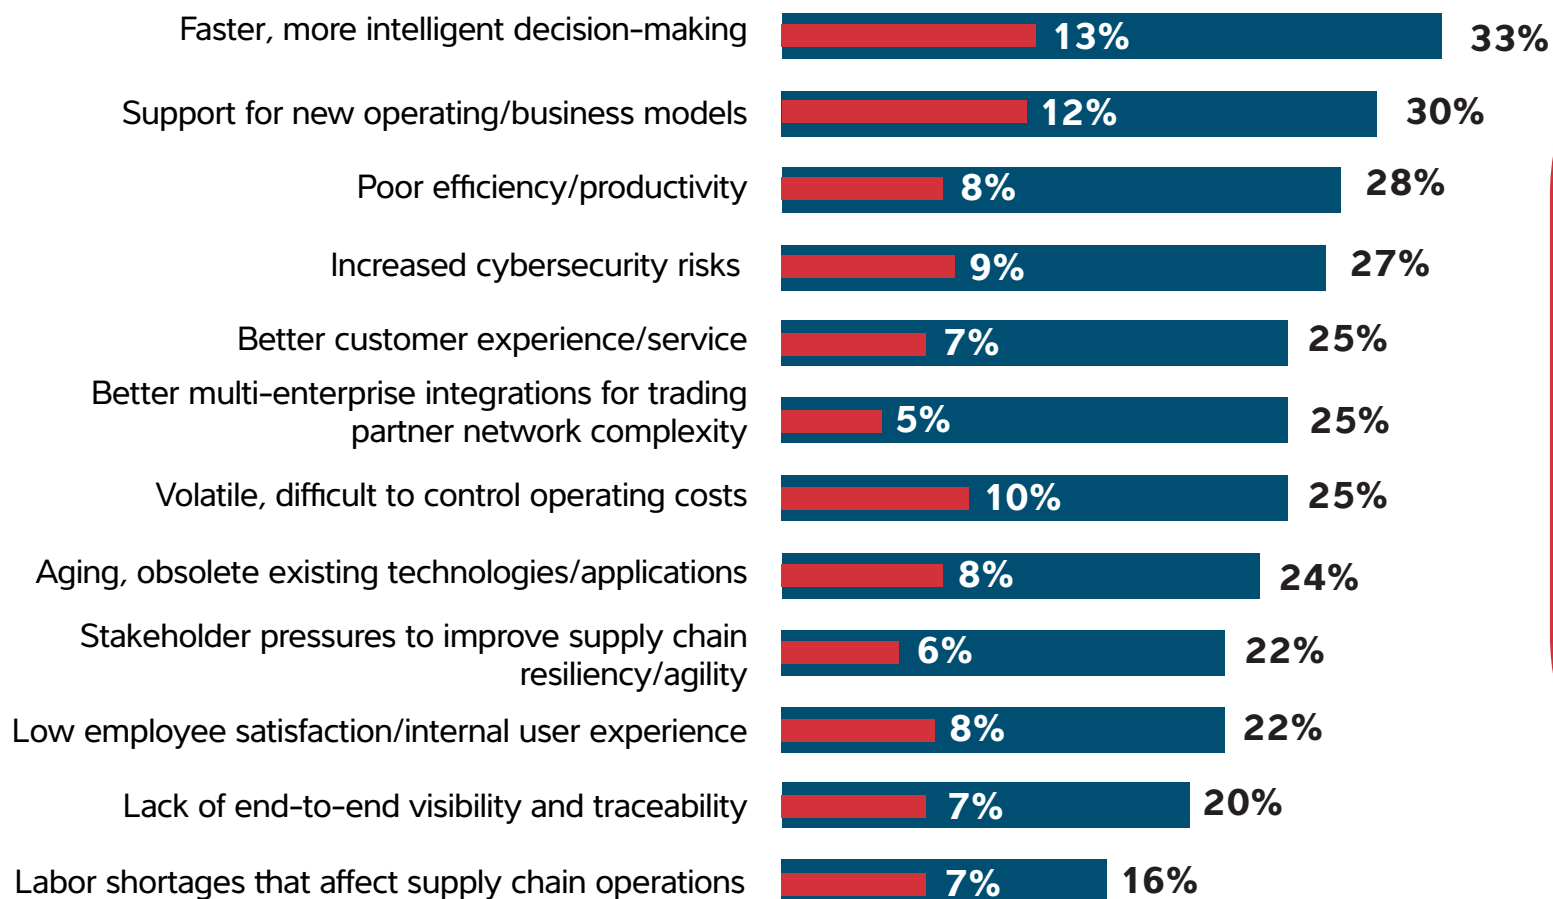 Faster, more intelligent decision-making 13% 33%
Support for new operating/business models 12% 30%
Poor efficiency/productivity 8% 28%
Increased cybersecurity risks 9% 27%
Better customer experience/service 7% 25%
Better multi-enterprise integrations for trading
partner network complexity 5% 25%
Volatile, difficult to control operating costs 10% 25%
Aging, obsolete existing technologies/applications 8% 24%
Stakeholder pressures to improve supply chain
resiliency/agility 6% 22%
Low employee satisfaction/internal user experience 8% 22%
Lack of end-to-end visibility and traceability 7% 20%
Labor shortages that affect supply chain operations 7% 16%